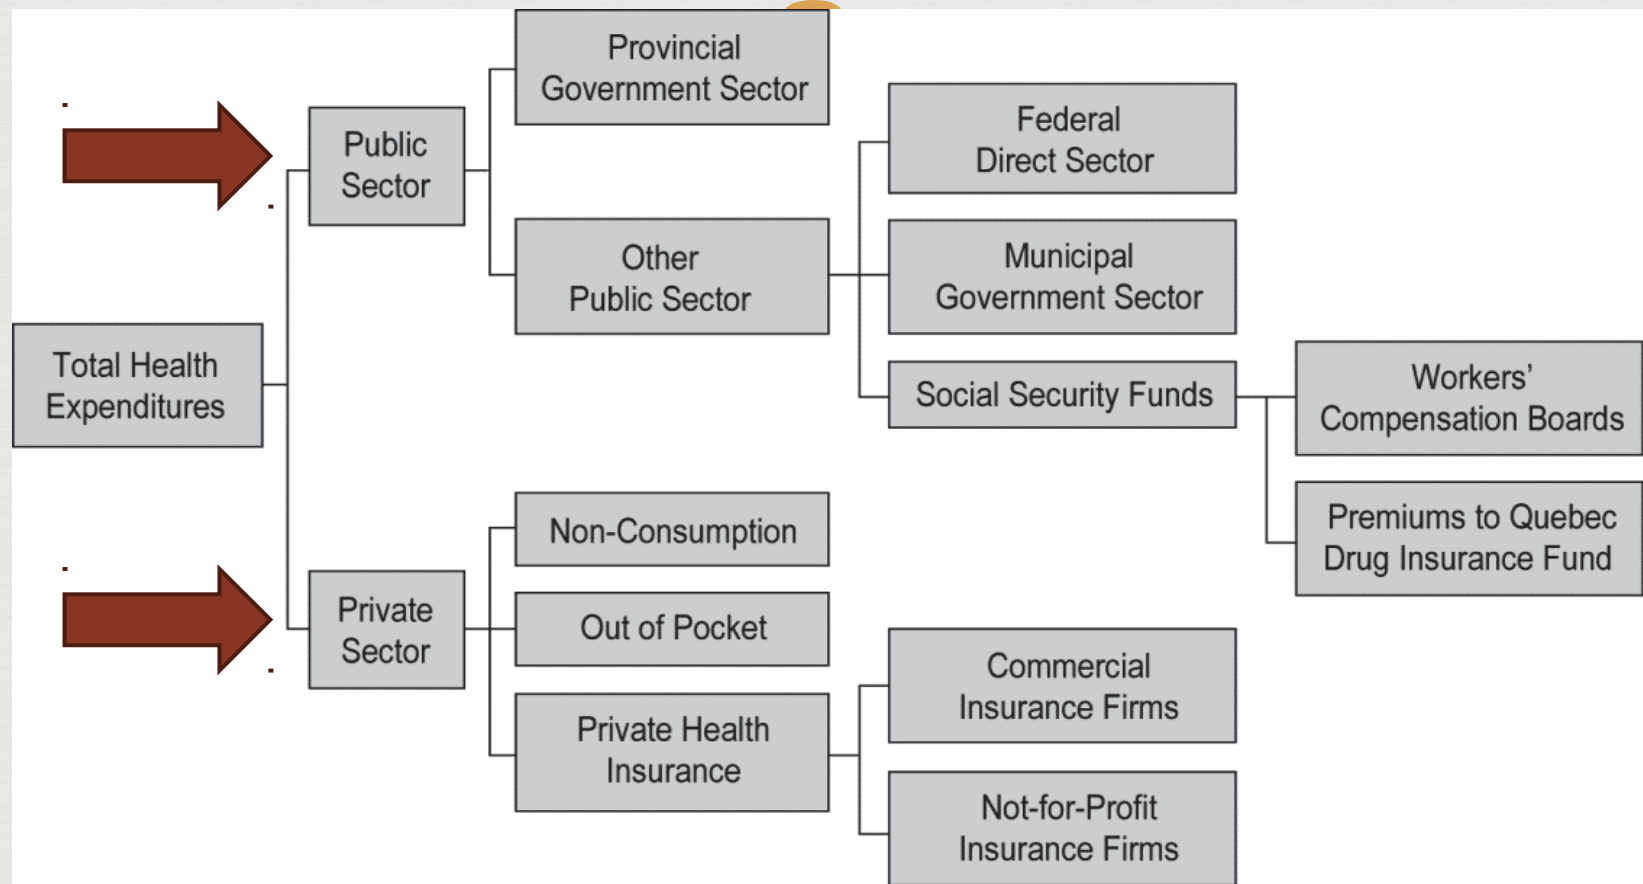 Provincial
Government Sector
Public
Sector
Federal
Direct Sector
Other
Public Sector
Municipal
Government Sector
Total Health
Expenditures
Social Security Funds
Workers’
Compensation Boards
Premiums to Quebec
Drug Insurance Fund
Non-Consumption
Private
Sector
Out of Pocket
Private Health
Insurance
Commercial
Insurance Firms
Not-for-Profit
Insurance Firms